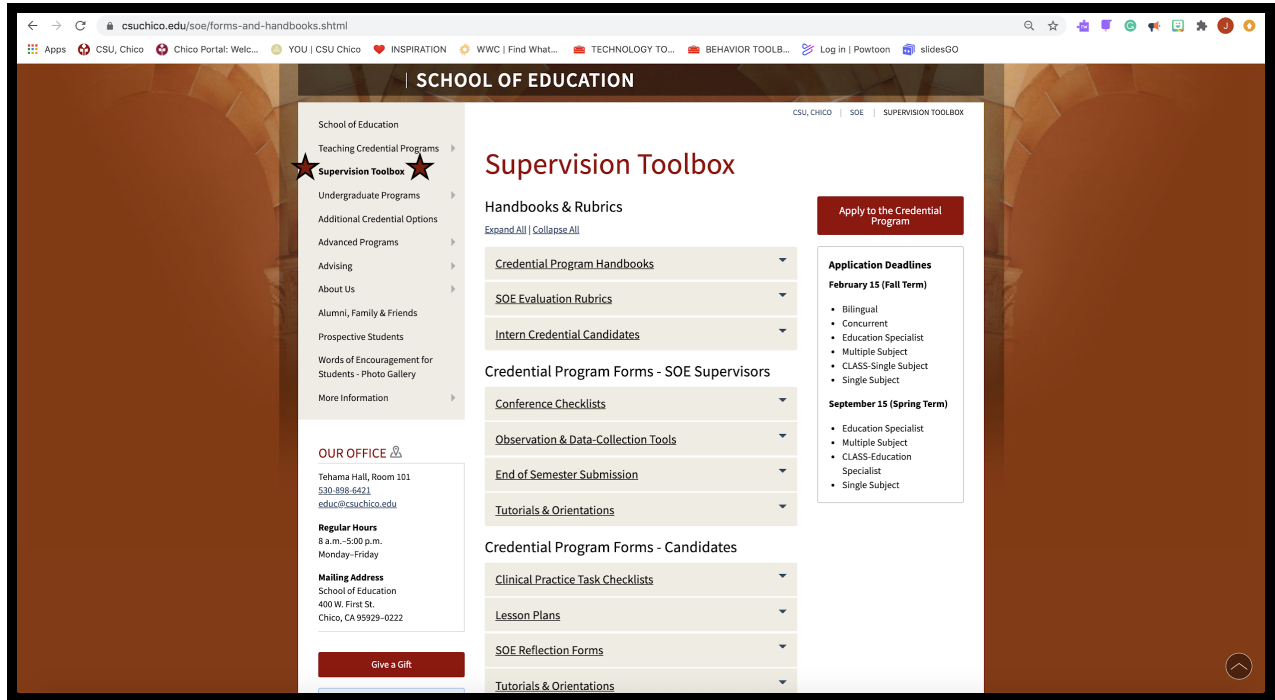 csuchico.edu/soe/forms-and-handbooks.shtml
J
Apps
CSU, Chico
Chico Portal: Welc...
YOU | CSU Chico
INSPIRATION
WWC | Find What...
TECHNOLOGY TO...
BEHAVIOR TOOLB...
Log in | Powtoon
slidesGO
SCHOOL OF EDUCATION
CSU, CHICO | SOE | SUPERVISION TOOLBOX
School of Education
Teaching Credential Programs
Supervision Toolbox
Undergraduate Programs
Additional Credential Options
Advanced Programs
Advising
About Us
Alumni, Family & Friends
Prospective Students
Words of Encouragement for
Students - Photo Gallery
More Information
OUR OFFICE
Tehama Hall, Room 101
530-898-6421
educ@csuchico.edu
Regular Hours
8 a.m.–5:00 p.m.
Monday–Friday
Mailing Address
School of Education
400 W. First St.
Chico, CA 95929–0222
Give a Gift
Supervision Toolbox
Handbooks & Rubrics
Expand All | Collapse All
Credential Program Handbooks
SOE Evaluation Rubrics
Intern Credential Candidates
Credential Program Forms - SOE Supervisors
Conference Checklists
Observation & Data-Collection Tools
End of Semester Submission
Tutorials & Orientations
Credential Program Forms - Candidates
Clinical Practice Task Checklists
Lesson Plans
SOE Reflection Forms
Tutorials & Orientations
Apply to the Credential
Program
Application Deadlines
February 15 (Fall Term)
Bilingual
Concurrent
Education Specialist
Multiple Subject
CLASS-Single Subject
Single Subject
September 15 (Spring Term)
Education Specialist
Multiple Subject
CLASS-Education
Specialist
Single Subject